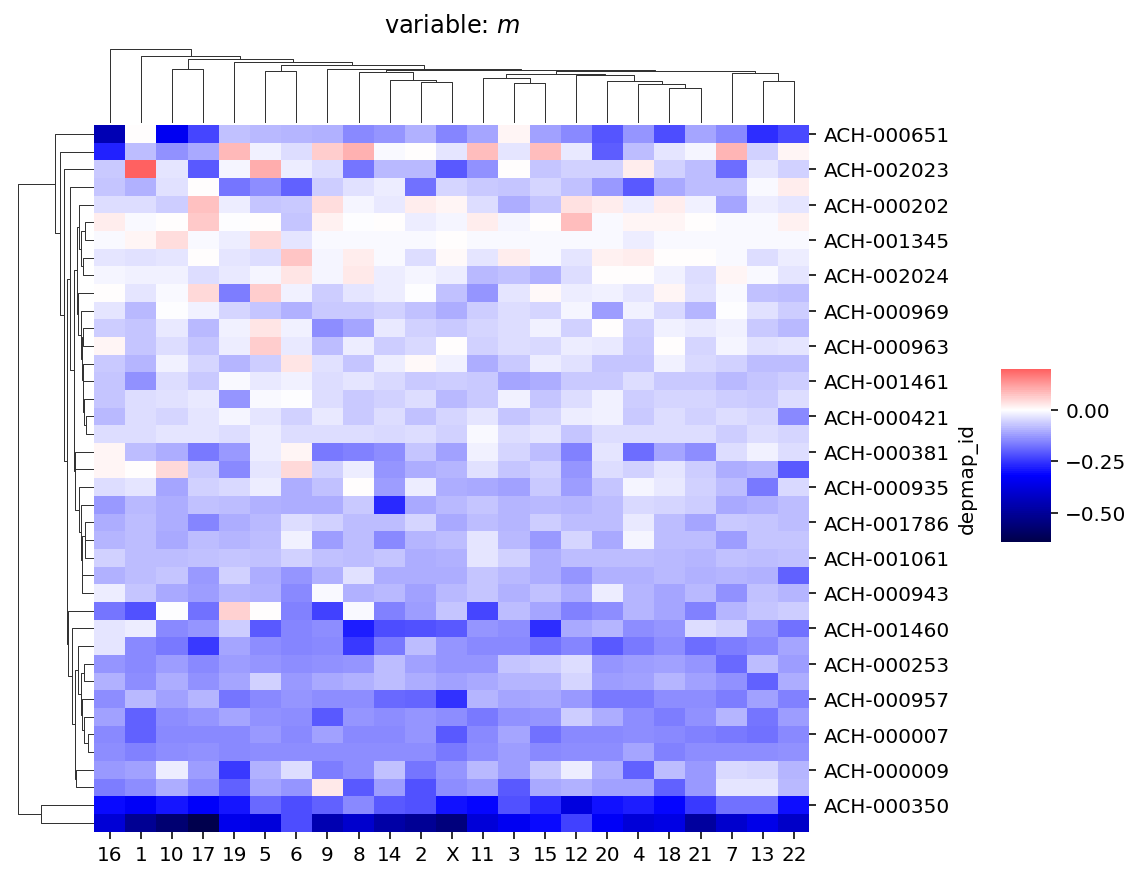 variable: m
ACH-000651
ACH-002023
ACH-000202
ACH-001345
ACH-002024
ACH-000969
ACH-000963
ACH-001461
ACH-000421
ACH-000381
ACH-000935
ACH-001786
ACH-001061
ACH-000943
ACH-001460
ACH-000253
ACH-000957
ACH-000007
ACH-000009
ACH-000350
depmap_id
0.00
−0.25
−0.50
16 1 10 17 19 5 6 9 8 14 2 X 11 3 15 12 20 4 18 21 7 13 22